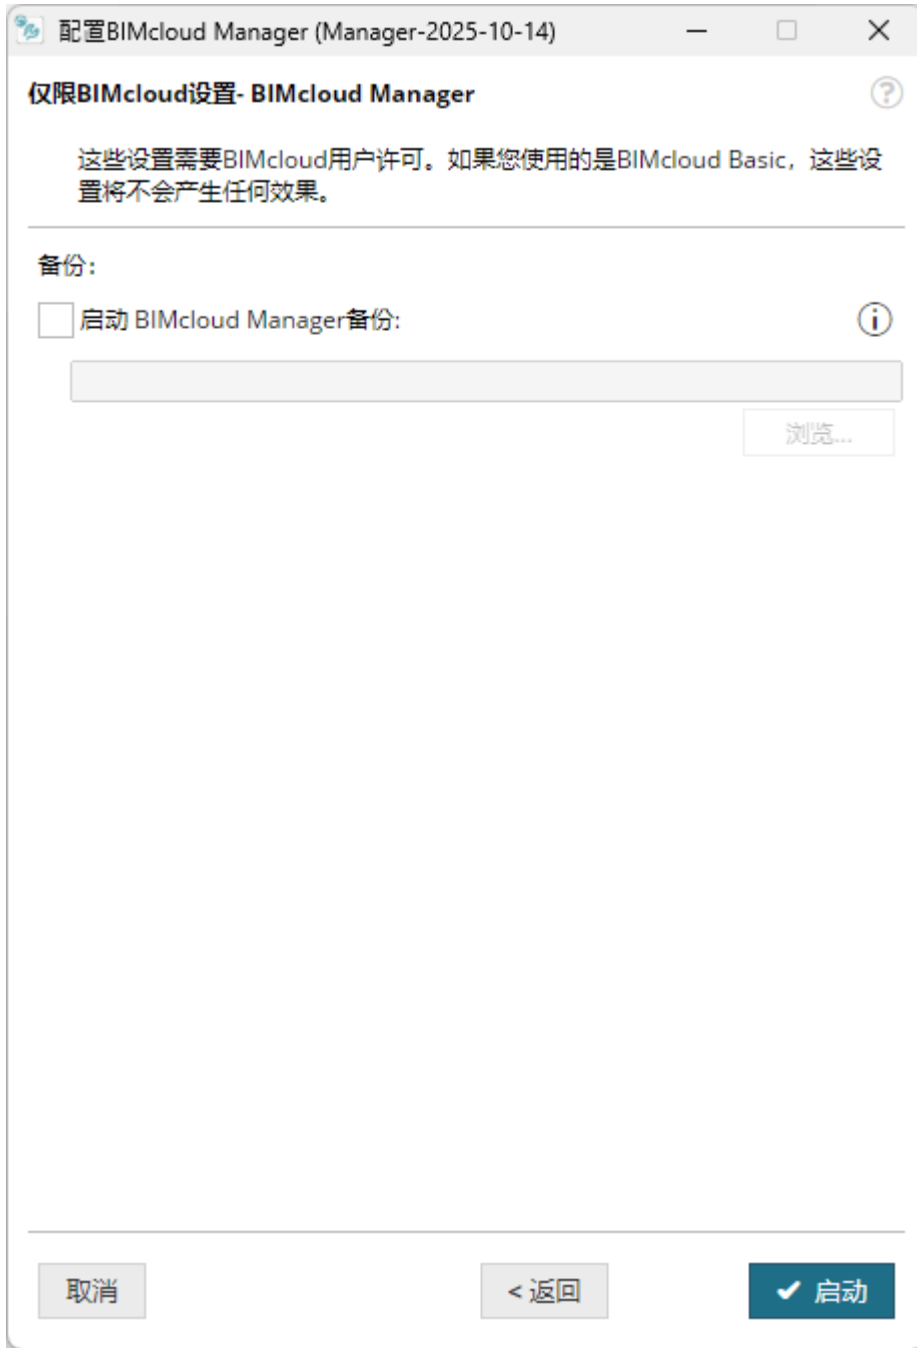 配置BIMcloud Manager (Manager-2025-10-14)
仅限BIMcloud设置- BIMcloud Manager
这些设置需要BIMcloud用户许可。如果您使用的是BIMcloud Basic，这些设
置将不会产生任何效果。
备份：
启动 BIMcloud Manager备份:
浏览...
取消
< 返回
启动